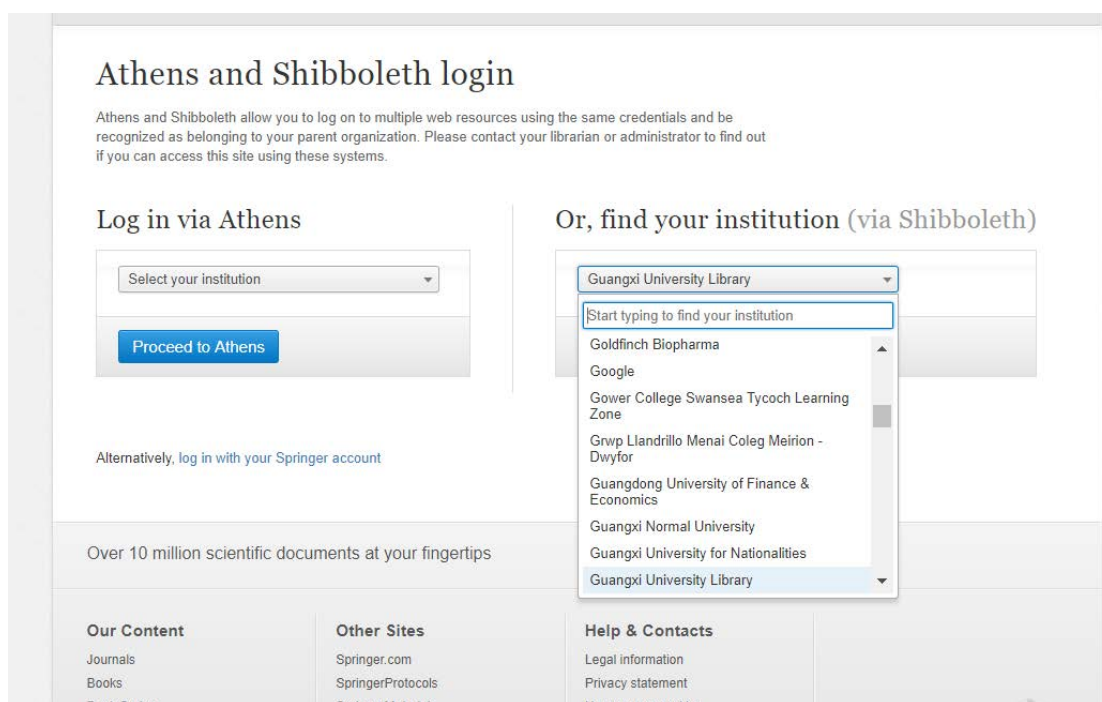 Athens and Shibboleth login
Athens and Shibboleth allow you to log on to multiple web resources using the same credentials and be
recognized as belonging to your parent organization. Please contact your librarian or administrator to find out
if you can access this site using these systems.
Log in via Athens
Select your institution
Proceed to Athens
Or, find your institution (via Shibboleth)
Guangxi University Library
Start typing to find your institution
Goldfinch Biopharma
Google
Gower College Swansea Tycoch Learning
Zone
Grwp Llandrillo Menai Coleg Meirion -
Dwyfor
Guangdong University of Finance &
Economics
Guangxi Normal University
Guangxi University for Nationalities
Guangxi University Library
Alternatively, log in with your Springer account
Over 10 million scientific documents at your fingertips
Our Content
Journals
Books
Other Sites
Springer.com
SpringerProtocols
Help & Contacts
Legal information
Privacy statement